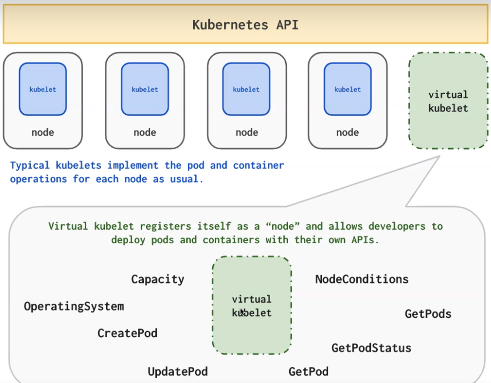 Kubernetes API
kubelet
kubelet
kubelet
kubelet
virtual
kubelet
node
node
node
node
Typical kubelets implement the pod and container
operations for each node as usual.
Virtual kubelet registers itself as a “node” and allows developers to
deploy pods and containers with their own APIs.
Capacity
NodeConditions
OperatingSystem
virtual
kubelet
GetPods
CreatePod
GetPodStatus
UpdatePod
GetPod